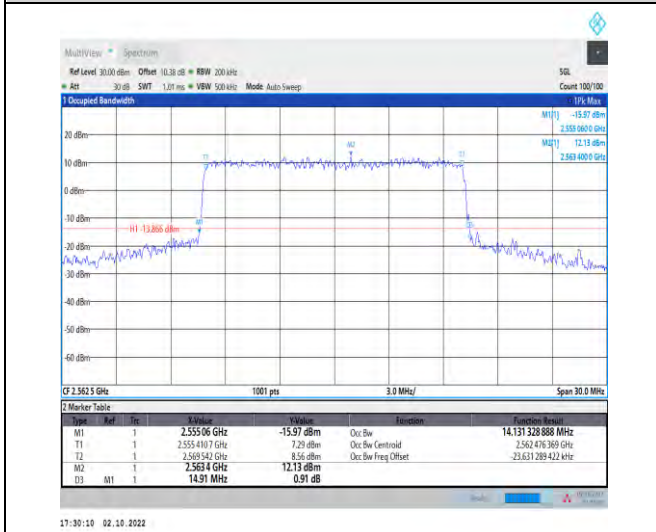 MultiView Spectrum
Ref Level 30.00 dBm Offset 10.38 dB RBW 200 kHz SGL
Att 30 dB SWT 1.01 ms VBW 500 kHz Mode Auto Sweep Count 100/100
1 Occupied Bandwidth 1Pk Max
M1[1] -15.97 dBm
2.555 060 0 GHz
M2[1] 12.13 dBm
2.563 400 0 GHz
20 dBm
M2
T1
10 dBm
0 dBm
-10 dBm
M1
H1 -13.866 dBm
-20 dBm
-30 dBm
-40 dBm
-50 dBm
-60 dBm
CF 2.562 5 GHz 1001 pts 3.0 MHz/ Span 30.0 MHz
2 Marker Table
Type Ref Trc X-Value Y-Value Function Function Result
M1 1 2.555 06 GHz -15.97 dBm Occ Bw 14.131 328 888 MHz
T1 1 2.555 410 7 GHz 7.29 dBm Occ Bw Centroid 2.562 476 369 GHz
T2 1 2.569 542 GHz 8.56 dBm Occ Bw Freq Offset -23.631 289 422 kHz
M2 1 2.563 4 GHz 12.13 dBm
D3 M1 1 14.91 MHz 0.91 dB
17:30:10 02.10.2022